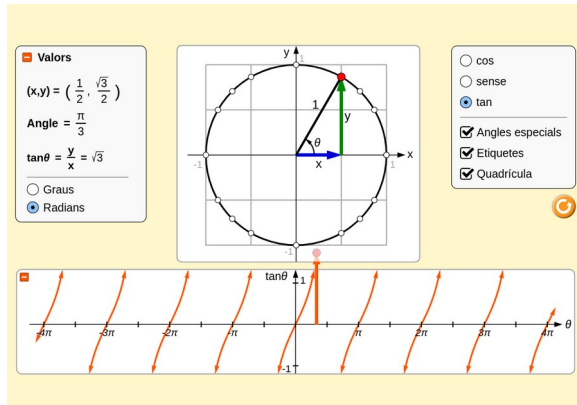 Valors
(x,y) = ( 1/2 , √3/2 )
Angle = π/3
tanθ = y/x = √3
Graus
Radians
y
1
1
y
θ
x
x
-1
1
-1
cos
sense
tan
Angles especials
Etiquetes
Quadrícula
tanθ
1
-4π
-3π
-2π
-π
π
2π
3π
4π
θ
-1